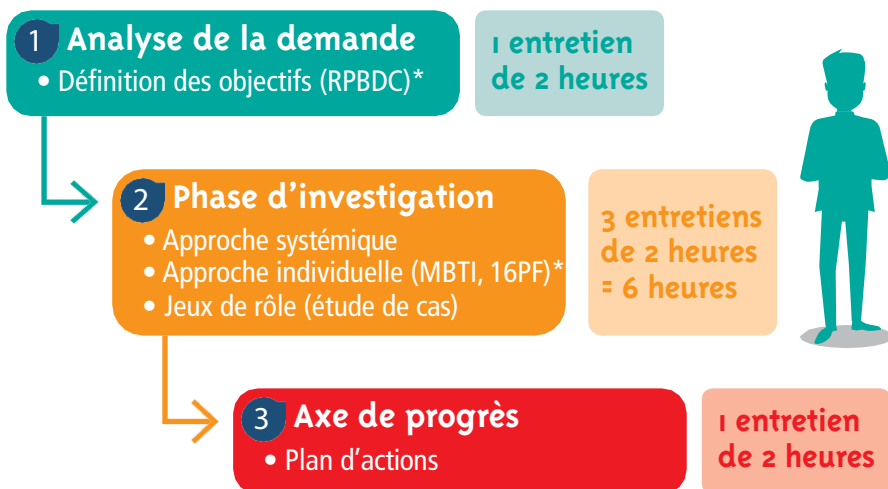 1 Analyse de la demande
• Définition des objectifs (RPBDC)*
1 entretien
de 2 heures
2 Phase d’investigation
• Approche systémique
• Approche individuelle (MBTI, 16PF)*
• Jeux de rôle (étude de cas)
3 entretiens
de 2 heures
= 6 heures
3 Axe de progrès
• Plan d’actions
1 entretien
de 2 heures